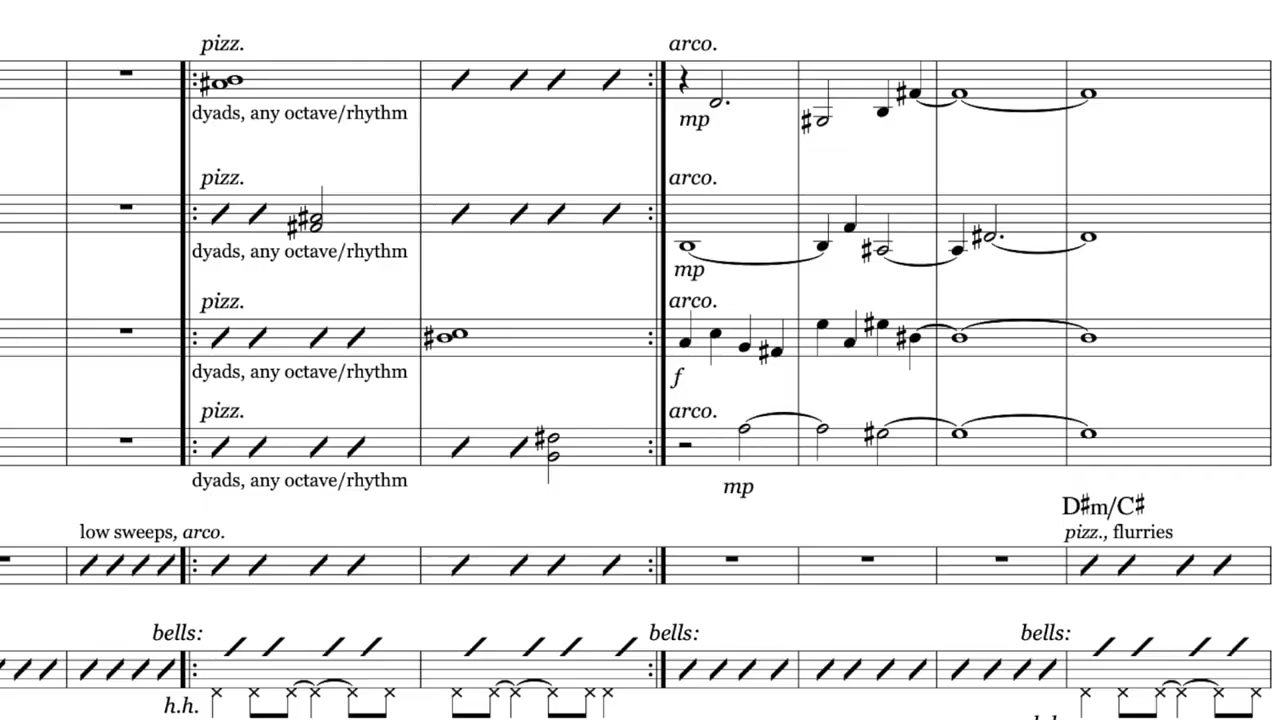 pizz. arco.
dyads, any octave/rhythm
mp
pizz. arco.
dyads, any octave/rhythm
mp
pizz. arco.
dyads, any octave/rhythm
f
pizz. arco.
dyads, any octave/rhythm
mp
D♯m/C♯
low sweeps, arco. pizz., flurries
bells: bells: bells:
h.h.